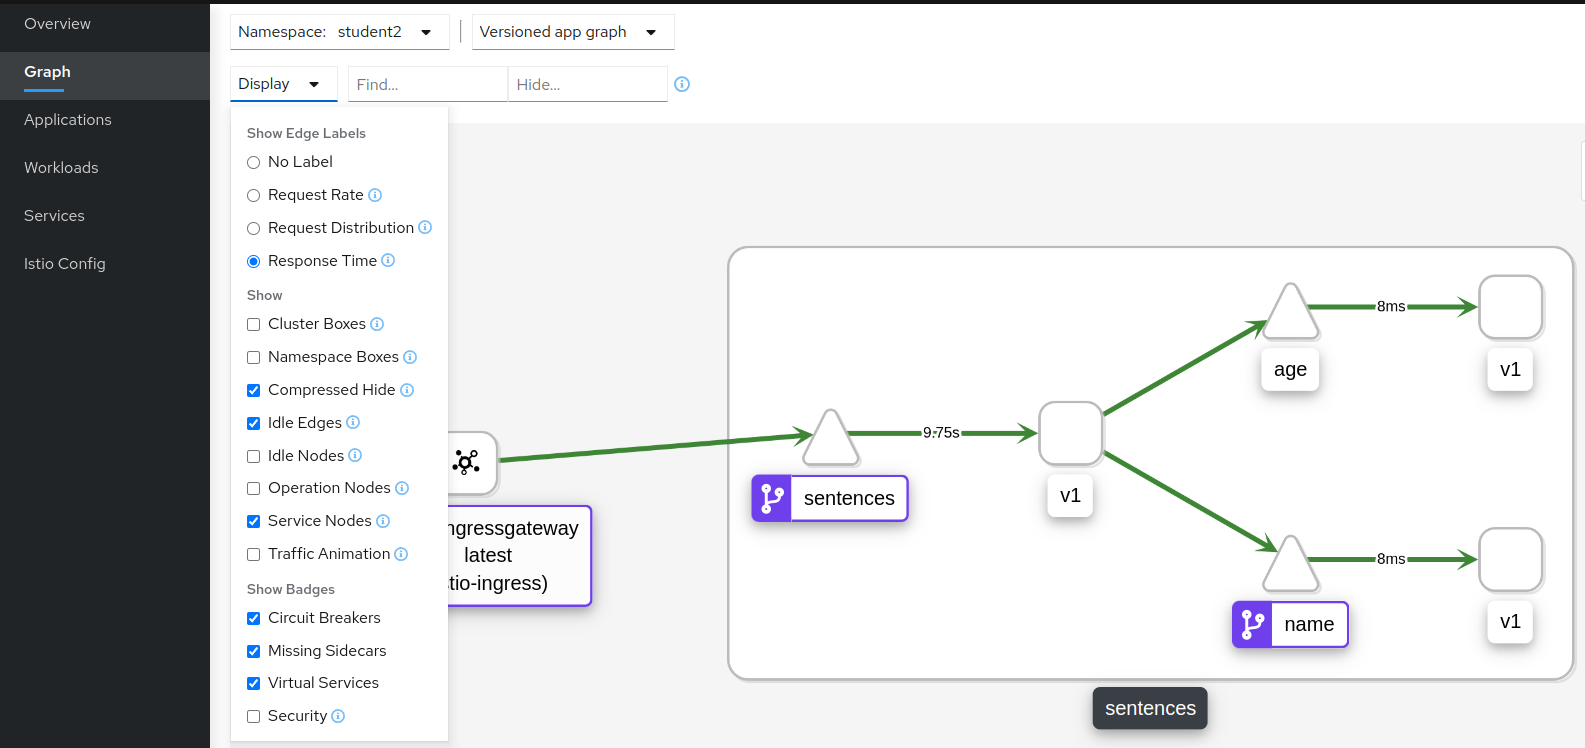 Overview
Graph
Applications
Workloads
Services
Istio Config
Namespace: student2
Versioned app graph
Display
Find...
Hide...
Show Edge Labels
No Label
Request Rate
Request Distribution
Response Time
Show
Cluster Boxes
Namespace Boxes
Compressed Hide
Idle Edges
Idle Nodes
Operation Nodes
Service Nodes
Traffic Animation
Show Badges
Circuit Breakers
Missing Sidecars
Virtual Services
Security
ngressgateway
latest
tio-ingress)
sentences
9.75s
v1
age
8ms
v1
name
8ms
v1
sentences